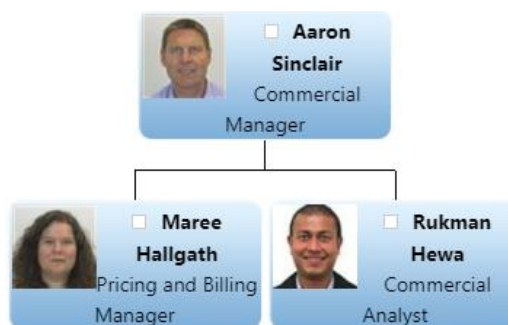 Aaron
Sinclair
Commercial
Manager
Maree
Hallgath
Pricing and Billing
Manager
Rukman
Hewa
Commercial
Analyst